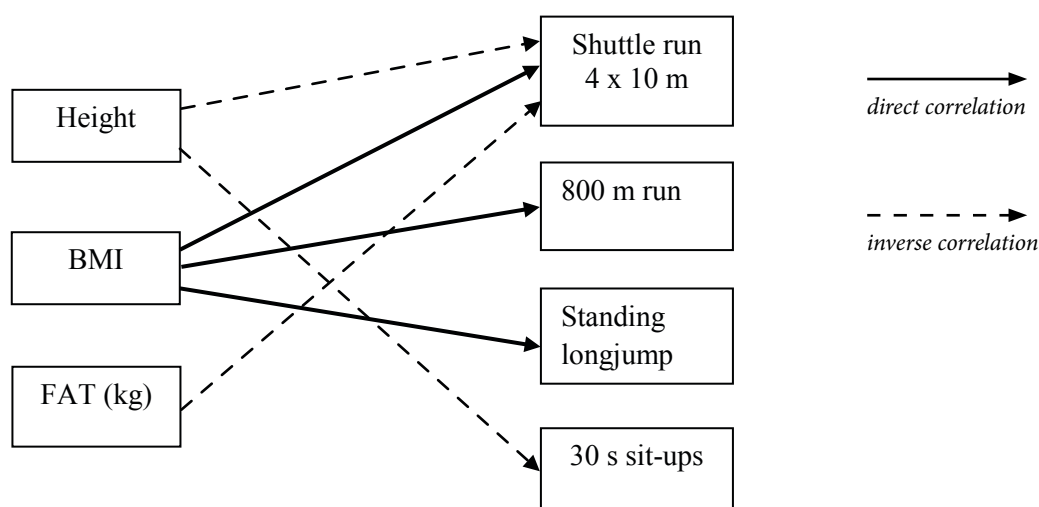 Shuttle run
4 x 10 m
direct correlation
Height
800 m run
inverse correlation
BMI
Standing
longjump
FAT (kg)
30 s sit-ups